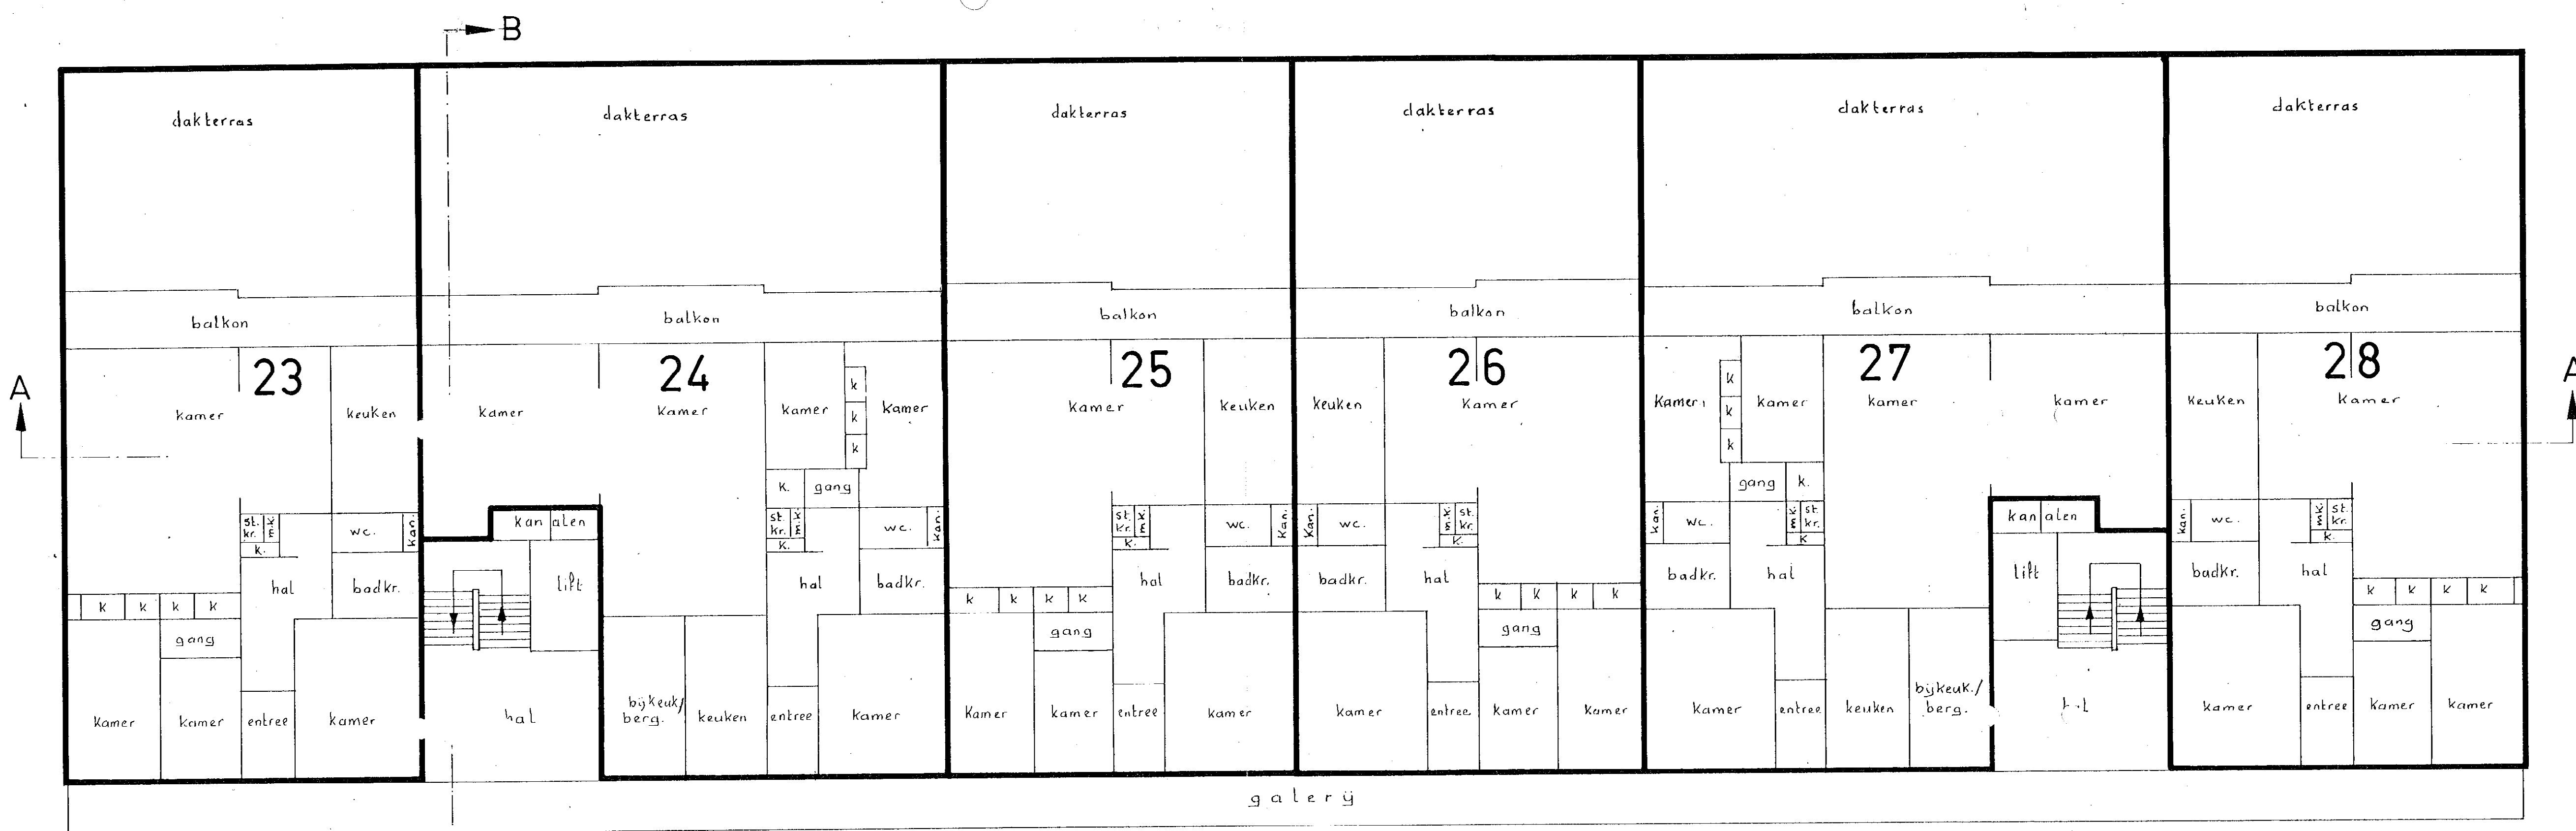 B
dakterras dakterras dakterras dakterras dakterras dakterras
balkon balkon balkon balkon balkon balkon
23 24 25 26 27 28
A A
kamer keuken kamer kamer kamer k kamer kamer keuken keuken kamer kamer k kamer kamer kamer keuken kamer
k k
k k
k. gang gang k.
st. kr. m.k. wc. kan. kanalen st. kr. m.k. wc. kan. st. kr. m.k. wc. kan. kan. wc. m.k. st. kr. kan. wc. m.k. st. kr. kanalen kan. wc. m.k. st. kr.
k. k. k. k. k k.
hal badkr. lift hal badkr. hal badkr. badkr. hal badkr. hal lift badkr. hal
k k k k k k k k k k k k k k k k
gang gang gang gang
kamer kamer entree kamer hal bijkeuk/ berg. keuken entree kamer kamer kamer entree kamer kamer entree kamer kamer kamer entree keuken bijkeuk./ berg. kamer entree kamer kamer
galerij